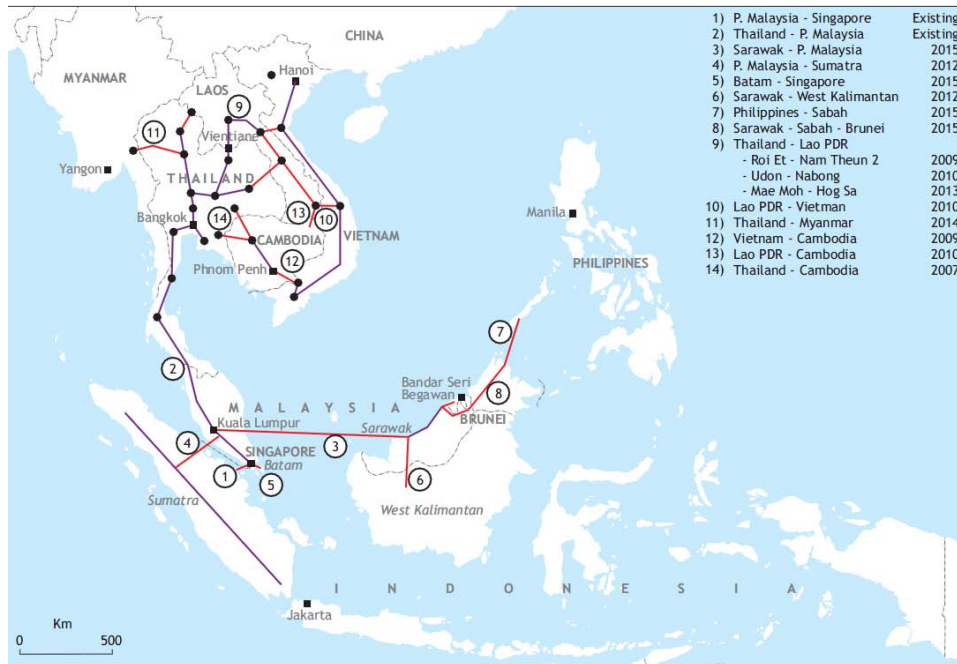 1) P. Malaysia - Singapore Existing
2) Thailand - P. Malaysia Existing
3) Sarawak - P. Malaysia 2015
4) P. Malaysia - Sumatra 2012
5) Batam - Singapore 2015
6) Sarawak - West Kalimantan 2012
7) Philippines - Sabah 2015
8) Sarawak - Sabah - Brunei 2015
9) Thailand - Lao PDR
- Roi Et - Nam Theun 2 2009
- Udon - Nabong 2010
- Mae Moh - Hog Sa 2013
10) Lao PDR - Vietman 2010
11) Thailand - Myanmar 2014
12) Vietnam - Cambodia 2009
13) Lao PDR - Cambodia 2010
14) Thailand - Cambodia 2007
CHINA
MYANMAR
Hanoi
LAOS
9
11
Vientiane
Yangon
THAILAND
13
10
14
Bangkok
Manila
CAMBODIA
VIETNAM
12
Phnom Penh
PHILIPPINES
7
2
Bandar Seri
Begawan
8
MALAYSIA
BRUNEI
Kuala Lumpur
Sarawak
4
3
SINGAPORE
Batam
1
5
6
Sumatra
West Kalimantan
INDONESIA
Jakarta
Km
0 500